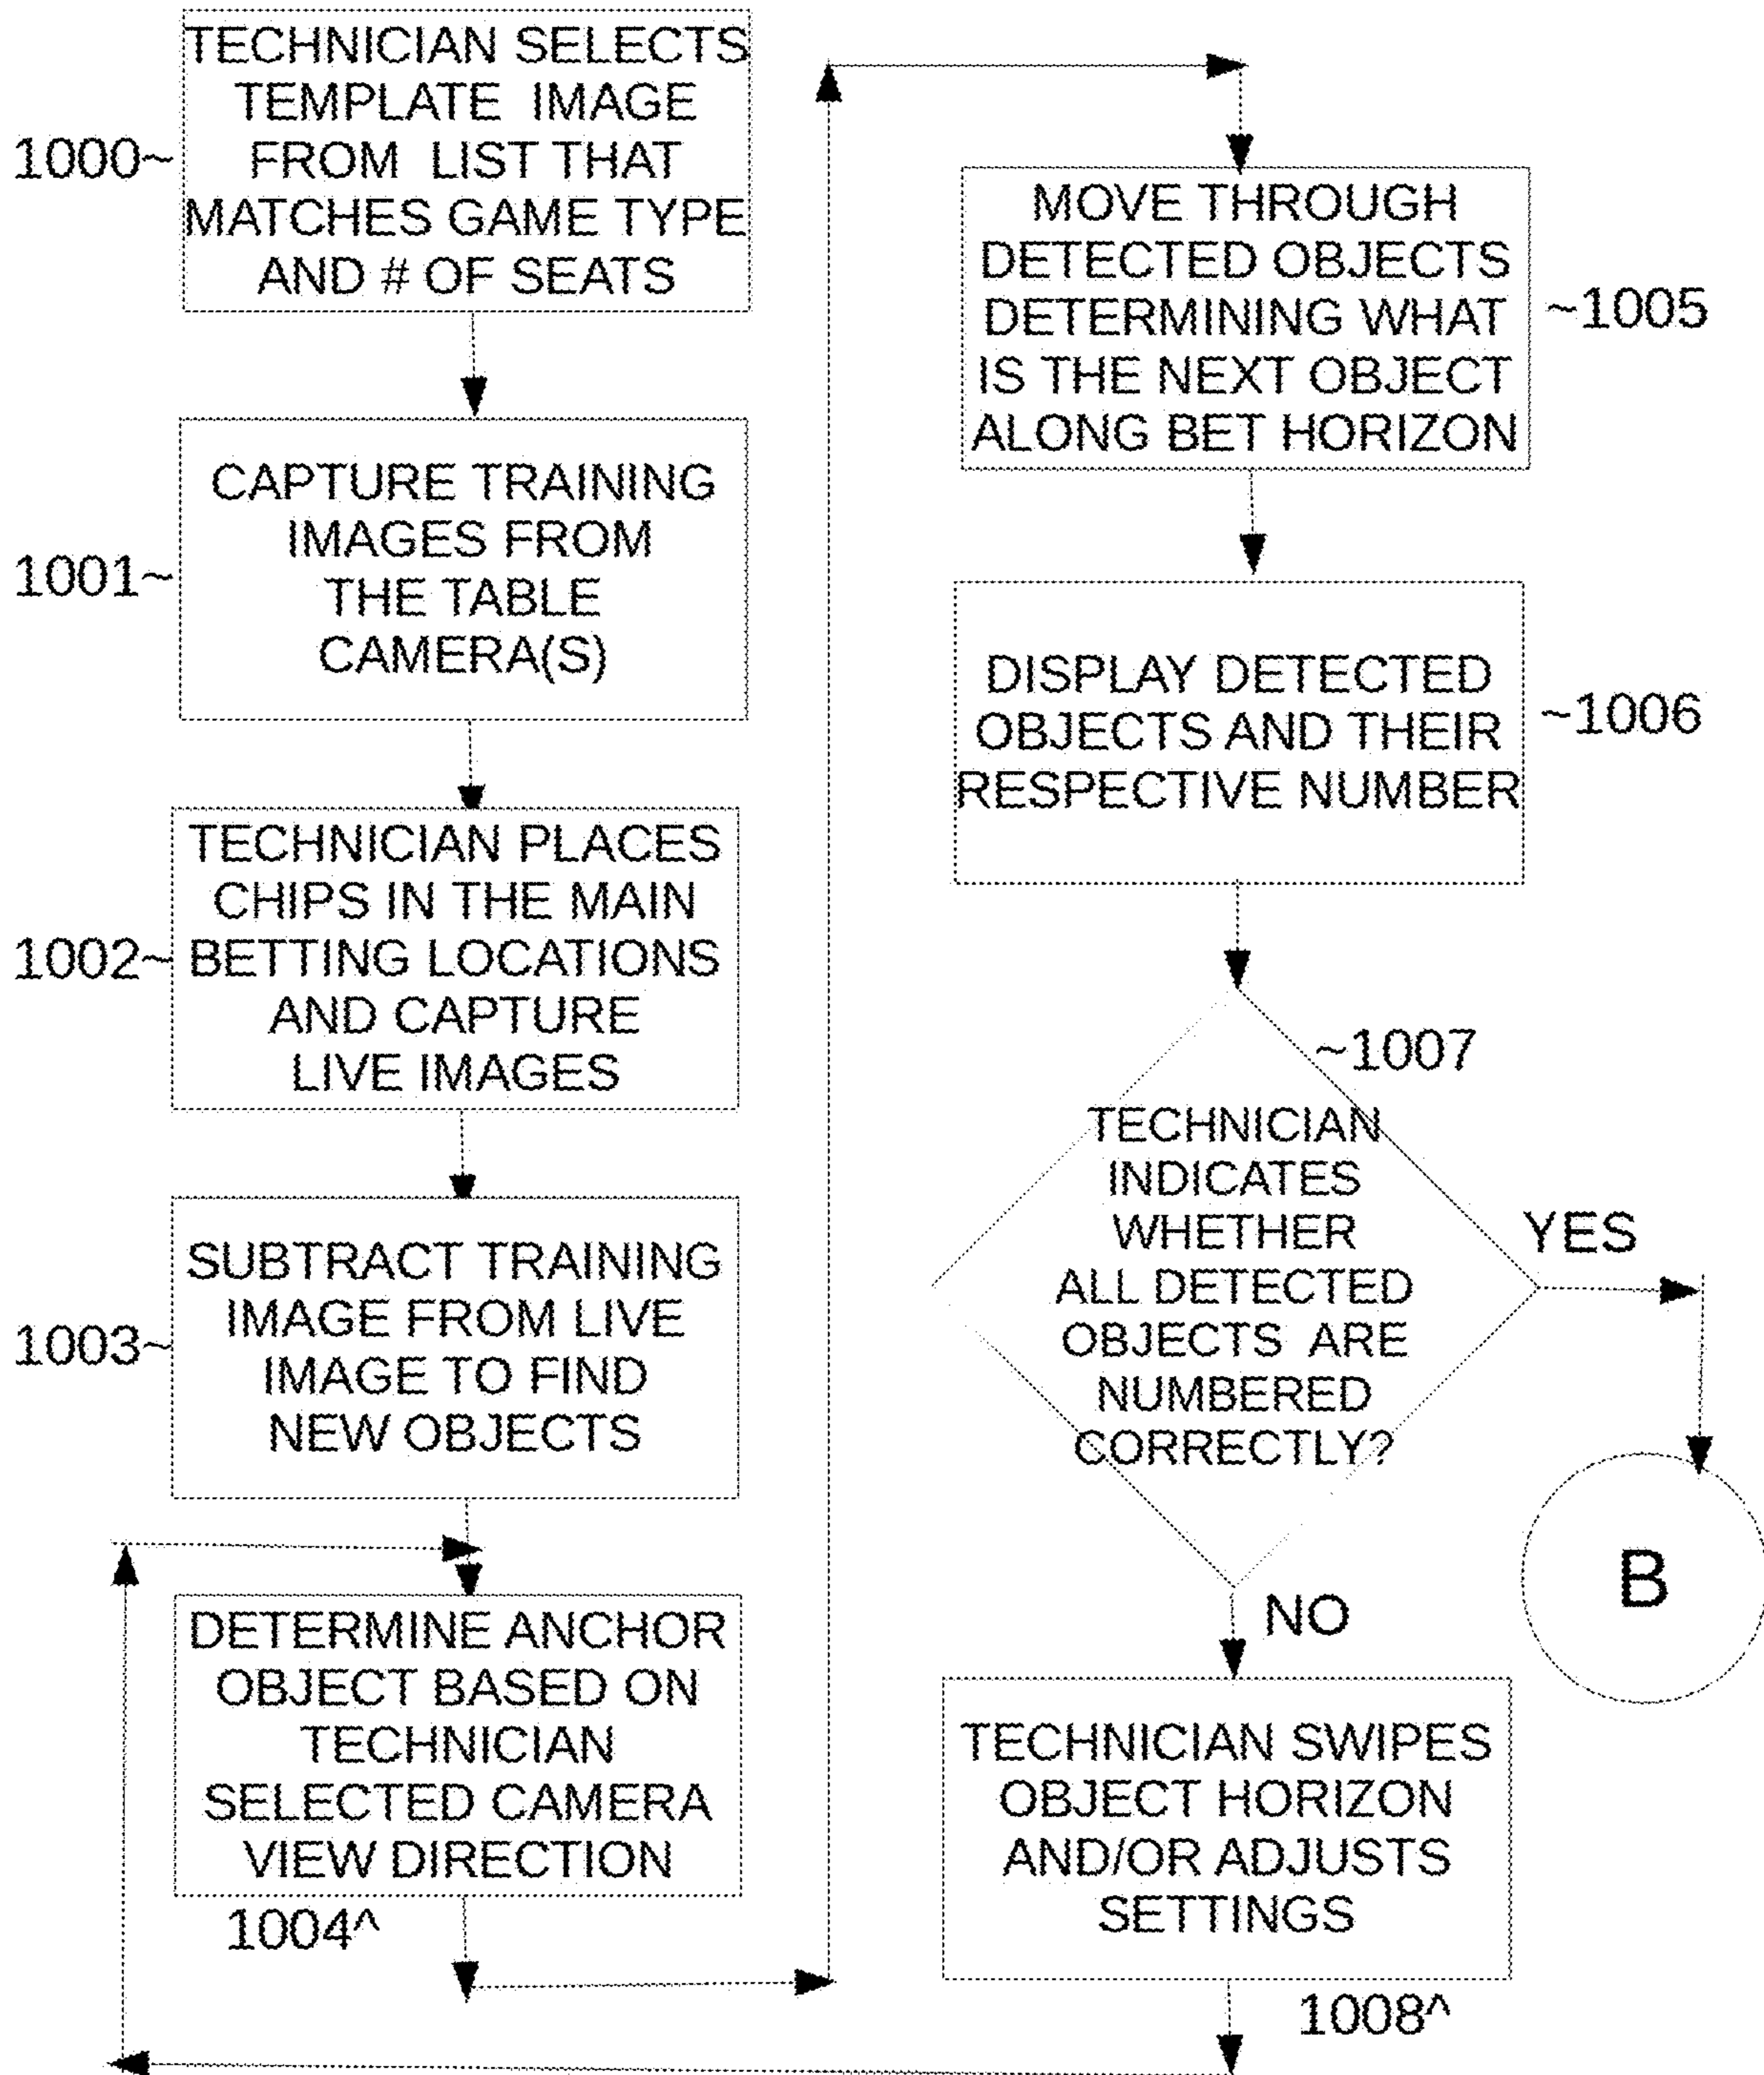 TECHNICIAN SELECTS
TEMPLATE IMAGE
FROM LIST THAT
MATCHES GAME TYPE
AND # OF SEATS
1000~
CAPTURE TRAINING
IMAGES FROM
THE TABLE
CAMERA(S)
1001~
TECHNICIAN PLACES
CHIPS IN THE MAIN
BETTING LOCATIONS
AND CAPTURE
LIVE IMAGES
1002~
SUBTRACT TRAINING
IMAGE FROM LIVE
IMAGE TO FIND
NEW OBJECTS
1003~
DETERMINE ANCHOR
OBJECT BASED ON
TECHNICIAN
SELECTED CAMERA
VIEW DIRECTION
1004^
MOVE THROUGH
DETECTED OBJECTS
DETERMINING WHAT
IS THE NEXT OBJECT
ALONG BET HORIZON
~1005
DISPLAY DETECTED
OBJECTS AND THEIR
RESPECTIVE NUMBER
~1006
~1007
TECHNICIAN
INDICATES
WHETHER
ALL DETECTED
OBJECTS ARE
NUMBERED
CORRECTLY?
YES
B
NO
TECHNICIAN SWIPES
OBJECT HORIZON
AND/OR ADJUSTS
SETTINGS
1008^